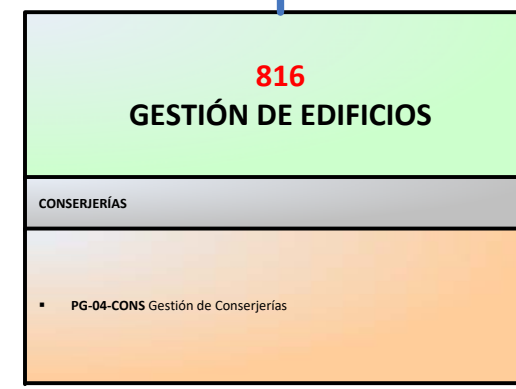 816
GESTIÓN DE EDIFICIOS
CONSERJERÍAS
▪ PG-04-CONS Gestión de Conserjerías